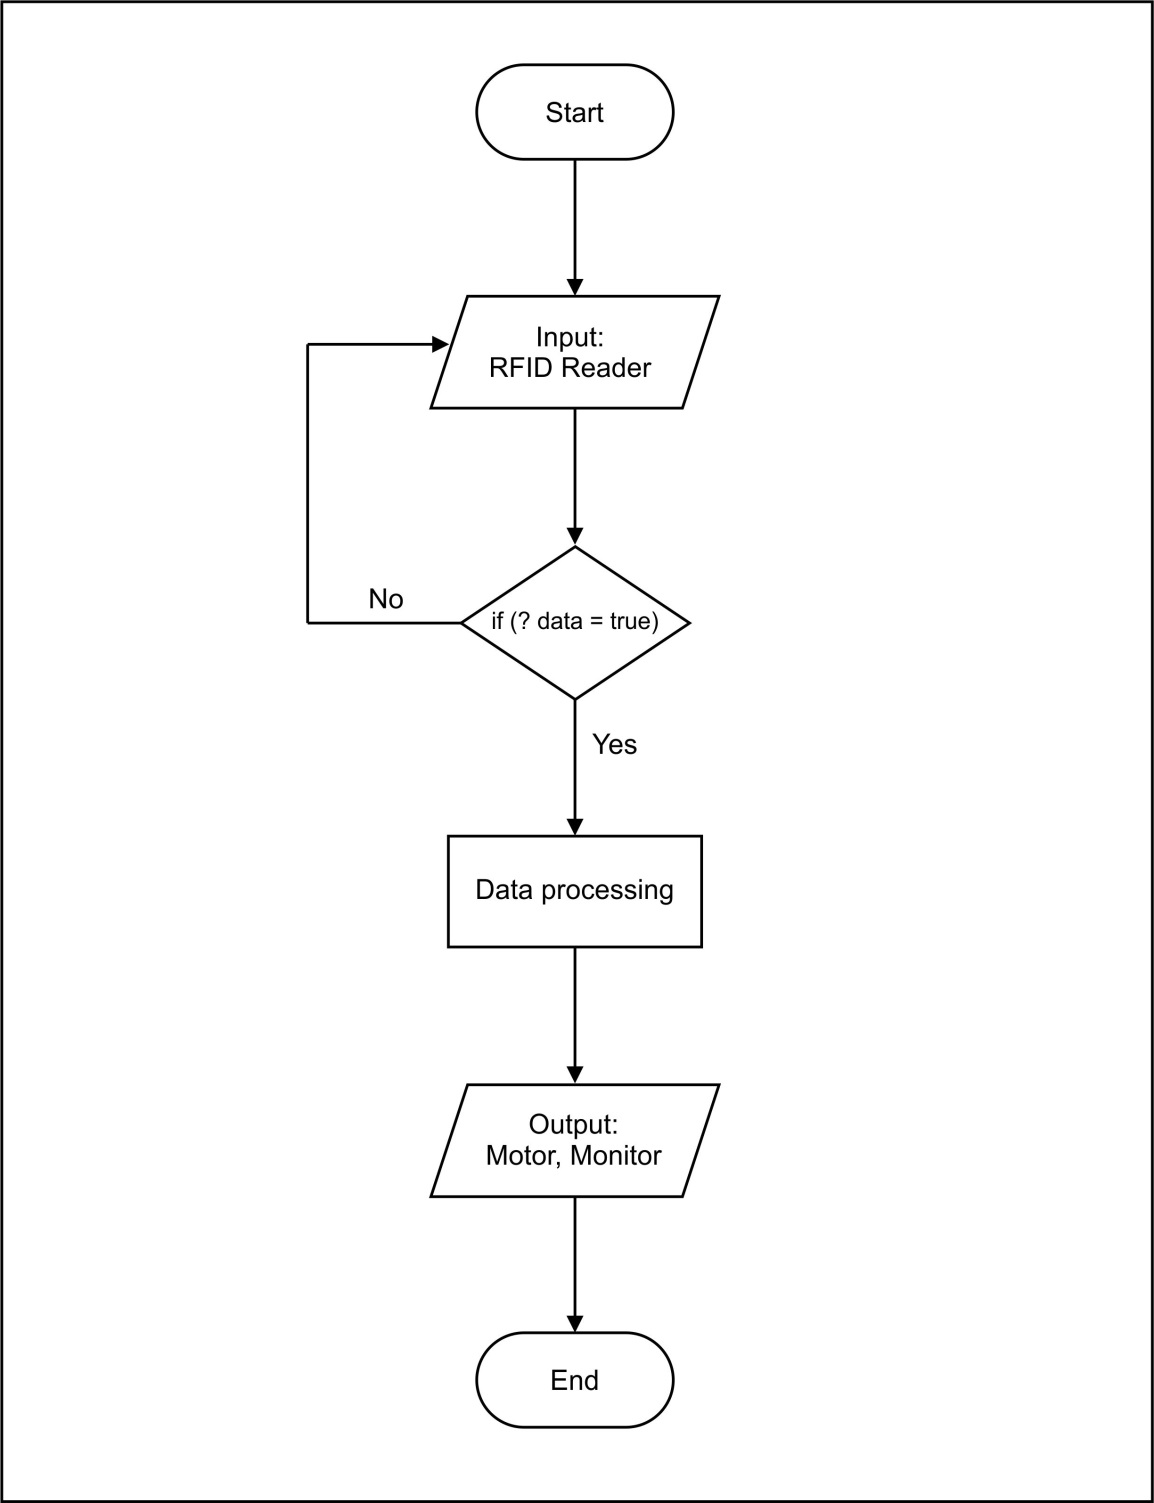 Start
Input:
RFID Reader
if (? data = true)
No
Yes
Data processing
Output:
Motor, Monitor
End